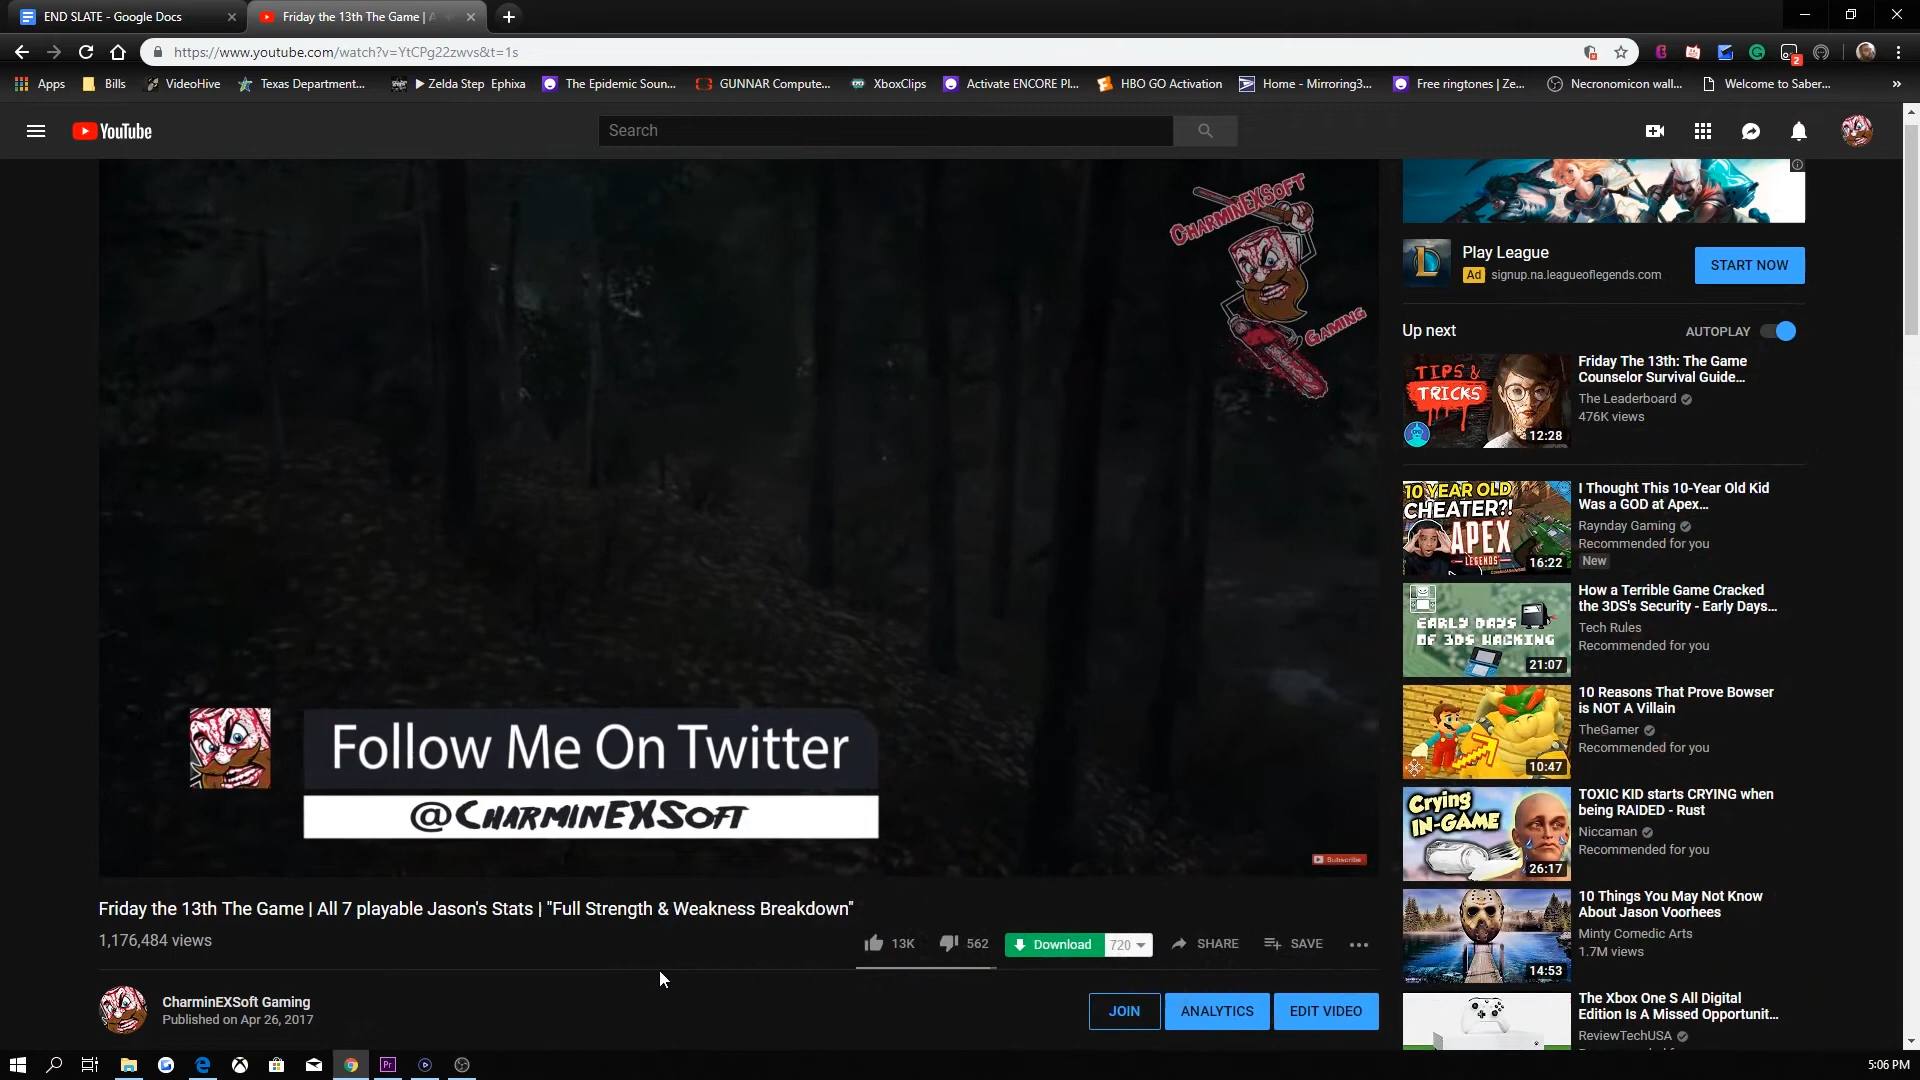 END SLATE - Google Docs
Friday the 13th The Game | A
https://www.youtube.com/watch?v=YtCPg22zwvs&t=1s
2
Apps
Bills
VideoHive
Texas Department...
Zelda Step Ephixa
The Epidemic Soun...
GUNNAR Compute...
XboxClips
Activate ENCORE Pl...
HBO GO Activation
Home - Mirroring3...
Free ringtones | Ze...
Necronomicon wall...
Welcome to Saber...
»
YouTube
Search
CHARMINEXSOFT
GAMING
Follow Me On Twitter
@CHARMINEXSOFT
Subscribe
Friday the 13th The Game | All 7 playable Jason's Stats | "Full Strength & Weakness Breakdown"
1,176,484 views
13K
562
Download
720
SHARE
SAVE
CharminEXSoft Gaming
Published on Apr 26, 2017
JOIN
ANALYTICS
EDIT VIDEO
Play League
Ad signup.na.leagueoflegends.com
START NOW
Up next
AUTOPLAY
TIPS &
TRICKS
12:28
Friday The 13th: The Game
Counselor Survival Guide...
The Leaderboard
476K views
10 YEAR OLD
CHEATER?!
APEX
LEGENDS
16:22
I Thought This 10-Year Old Kid
Was a GOD at Apex...
Raynday Gaming
Recommended for you
New
EARLY DAYS
OF 3DS HACKING
21:07
How a Terrible Game Cracked
the 3DS's Security - Early Days...
Tech Rules
Recommended for you
10:47
10 Reasons That Prove Bowser
is NOT A Villain
TheGamer
Recommended for you
Crying
IN-GAME
26:17
TOXIC KID starts CRYING when
being RAIDED - Rust
Niccaman
Recommended for you
14:53
10 Things You May Not Know
About Jason Voorhees
Minty Comedic Arts
1.7M views
The Xbox One S All Digital
Edition Is A Missed Opportunit...
ReviewTechUSA
Pr
5:06 PM